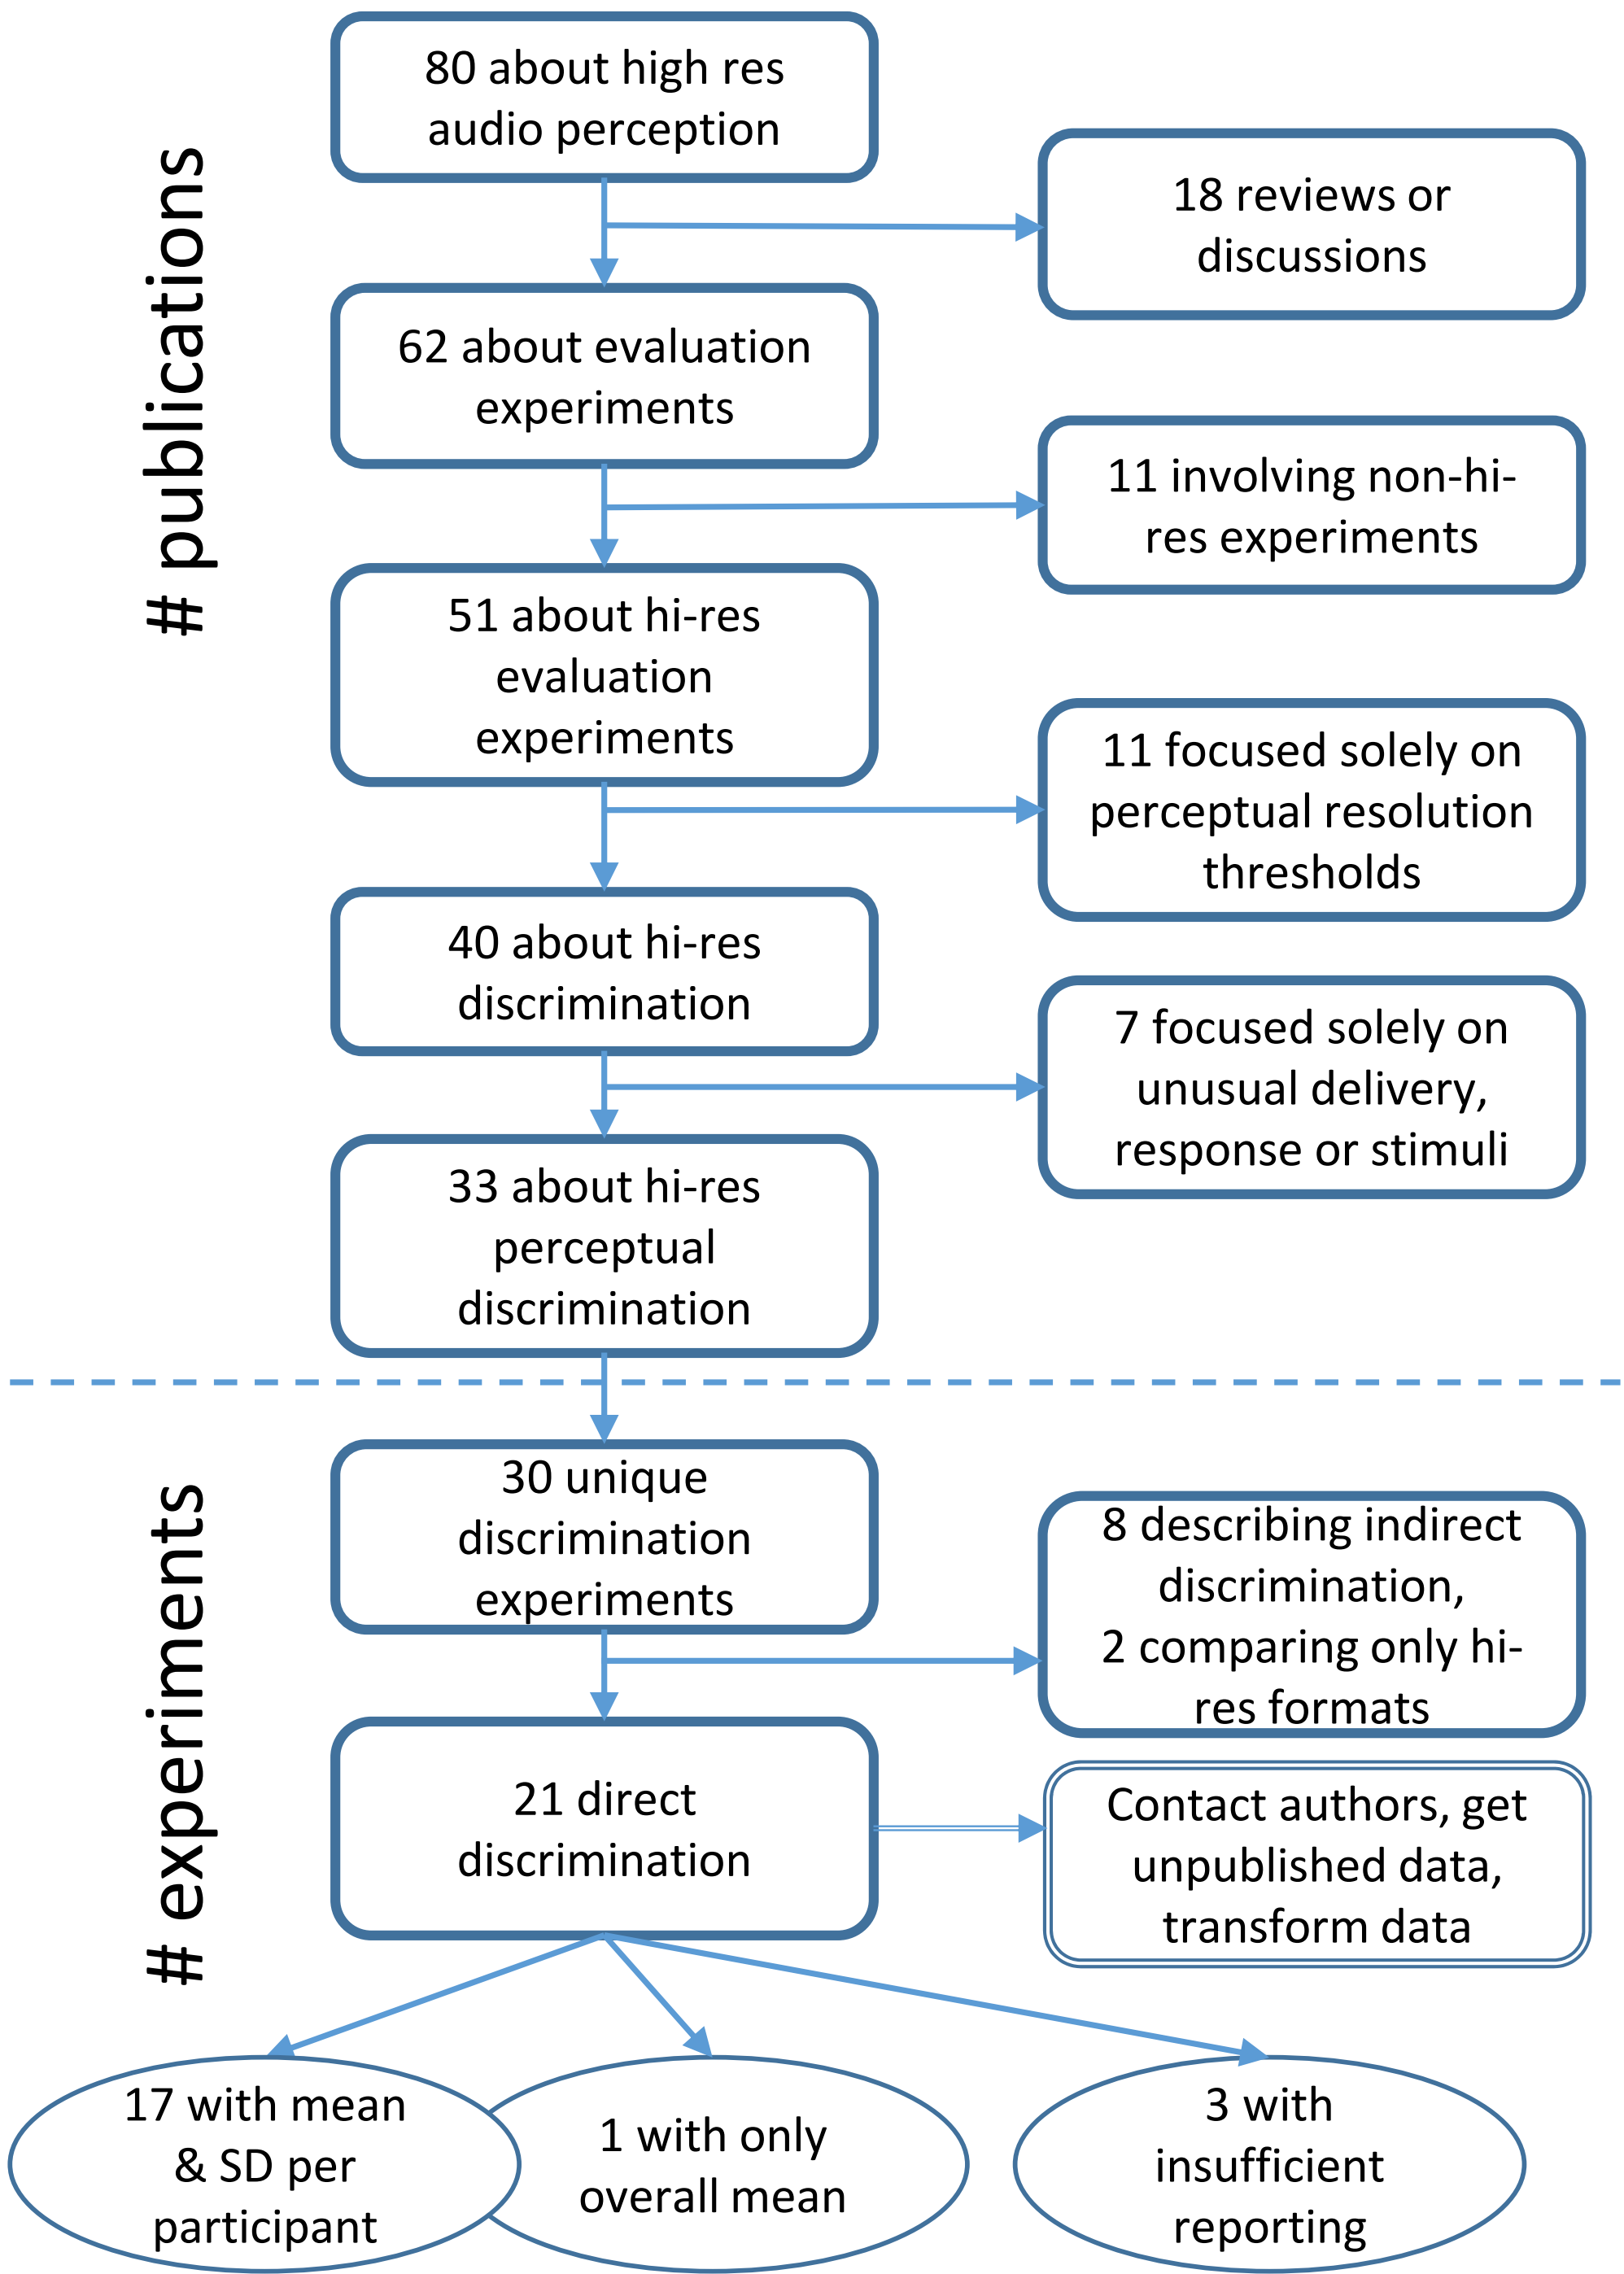 # publications
80 about high res
audio perception
18 reviews or
discussions
62 about evaluation
experiments
11 involving non-hi-
res experiments
51 about hi-res
evaluation
experiments
11 focused solely on
perceptual resolution
thresholds
40 about hi-res
discrimination
7 focused solely on
unusual delivery,
response or stimuli
33 about hi-res
perceptual
discrimination
# experiments
30 unique
discrimination
experiments
8 describing indirect
discrimination,
2 comparing only hi-
res formats
21 direct
discrimination
Contact authors, get
unpublished data,
transform data
17 with mean
& SD per
participant
1 with only
overall mean
3 with
insufficient
reporting